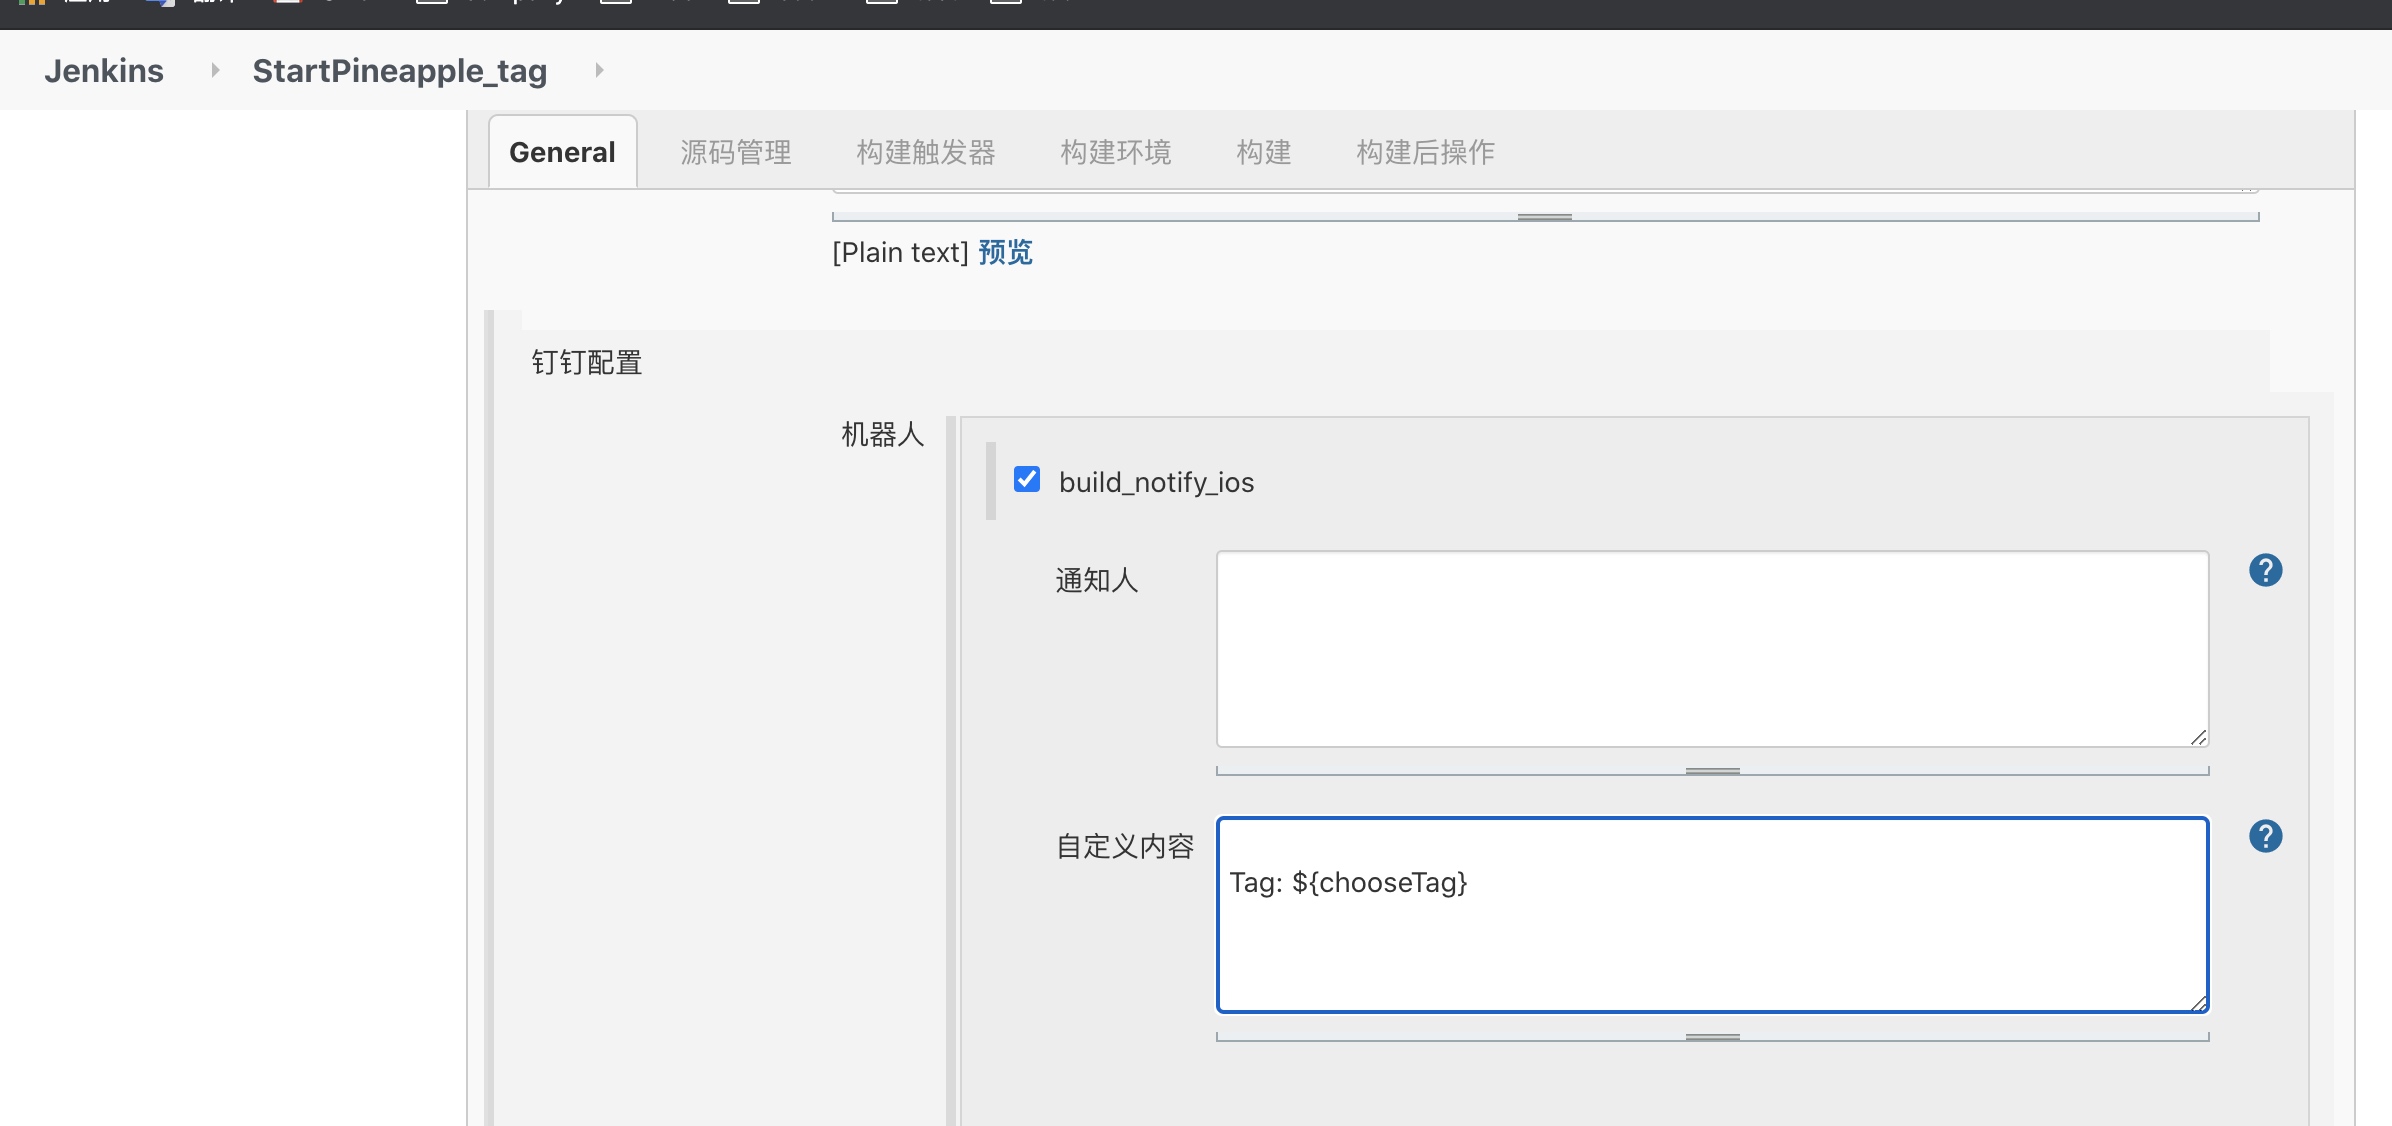 Jenkins
StartPineapple_tag
General
源码管理
构建触发器
构建环境
构建
构建后操作
[Plain text] 预览
钉钉配置
机器人
build_notify_ios
通知人
?
自定义内容
Tag: ${chooseTag}
?